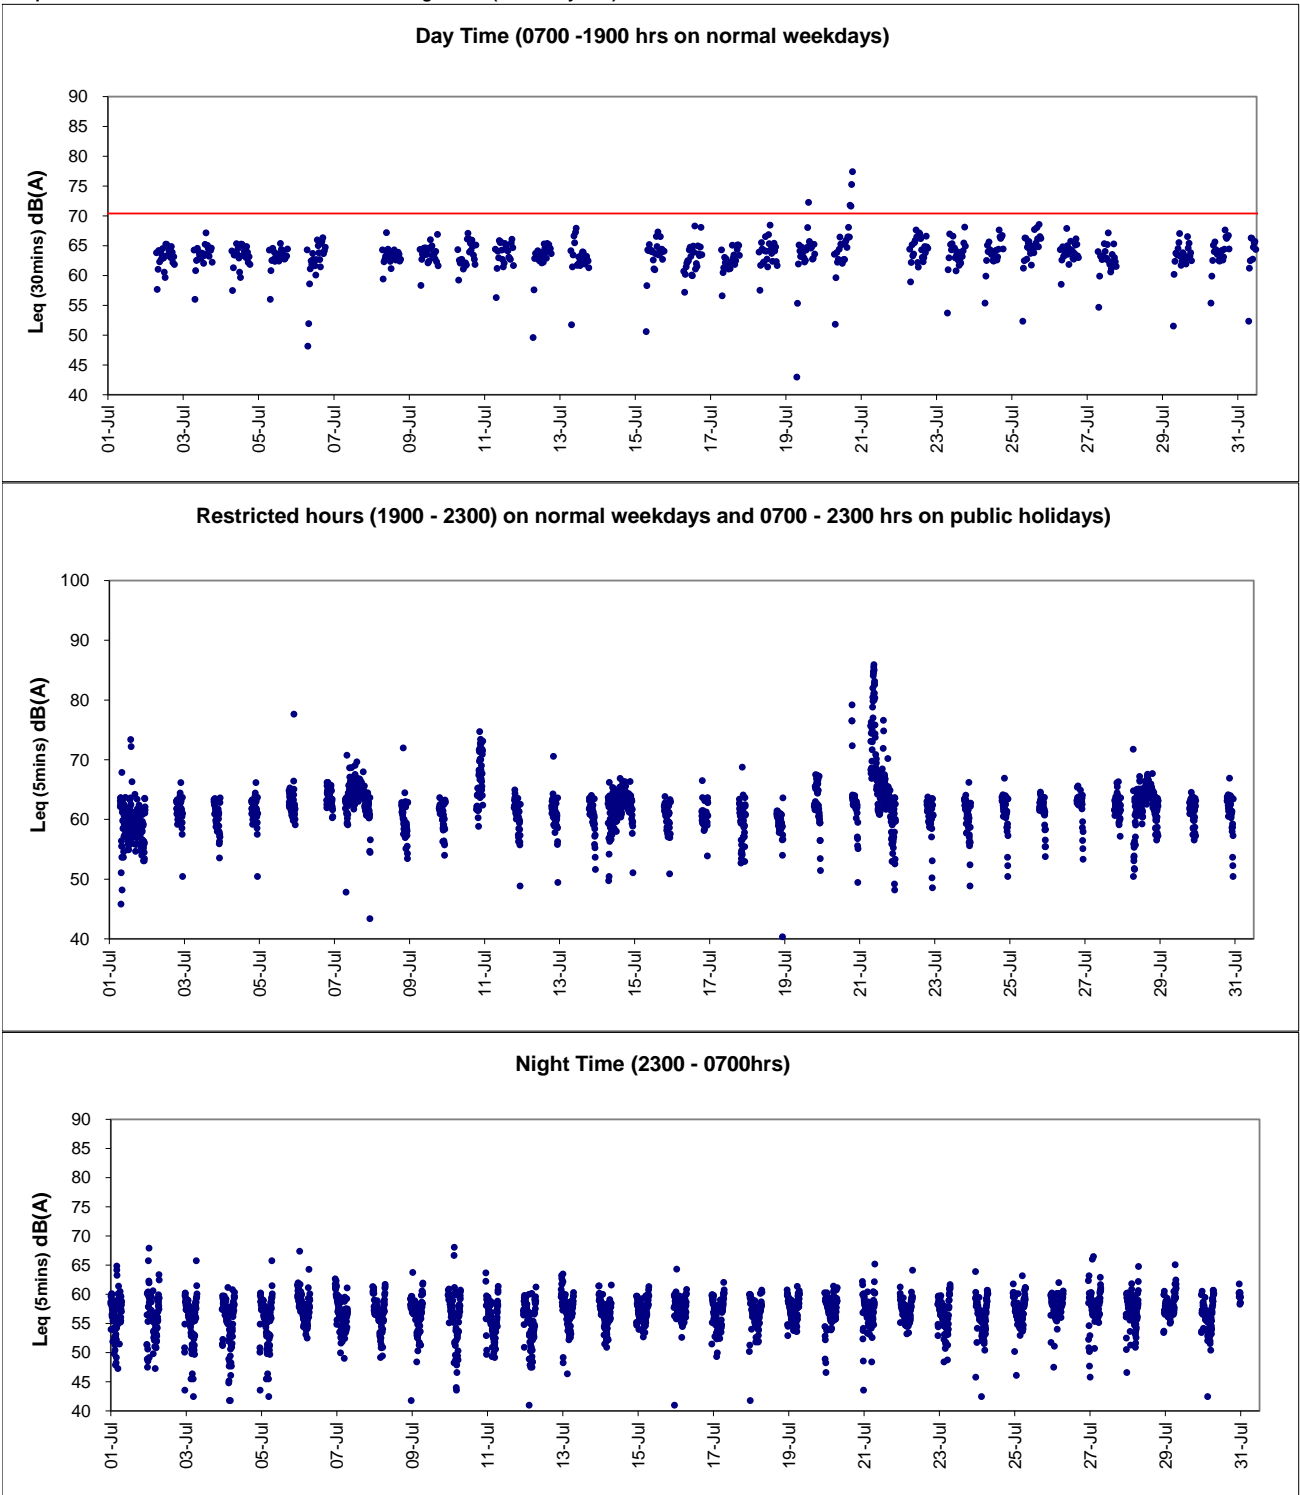 Day Time (0700 -1900 hrs on normal weekdays)
Leq (30mins) dB(A)
90
85
80
75
70
65
60
55
50
45
40
01-Jul
03-Jul
05-Jul
07-Jul
09-Jul
11-Jul
13-Jul
15-Jul
17-Jul
19-Jul
21-Jul
23-Jul
25-Jul
27-Jul
29-Jul
31-Jul
Restricted hours (1900 - 2300) on normal weekdays and 0700 - 2300 hrs on public holidays)
Leq (5mins) dB(A)
100
90
80
70
60
50
40
01-Jul
03-Jul
05-Jul
07-Jul
09-Jul
11-Jul
13-Jul
15-Jul
17-Jul
19-Jul
21-Jul
23-Jul
25-Jul
27-Jul
29-Jul
31-Jul
Night Time (2300 - 0700hrs)
Leq (5mins) dB(A)
90
85
80
75
70
65
60
55
50
45
40
01-Jul
03-Jul
05-Jul
07-Jul
09-Jul
11-Jul
13-Jul
15-Jul
17-Jul
19-Jul
21-Jul
23-Jul
25-Jul
27-Jul
29-Jul
31-Jul